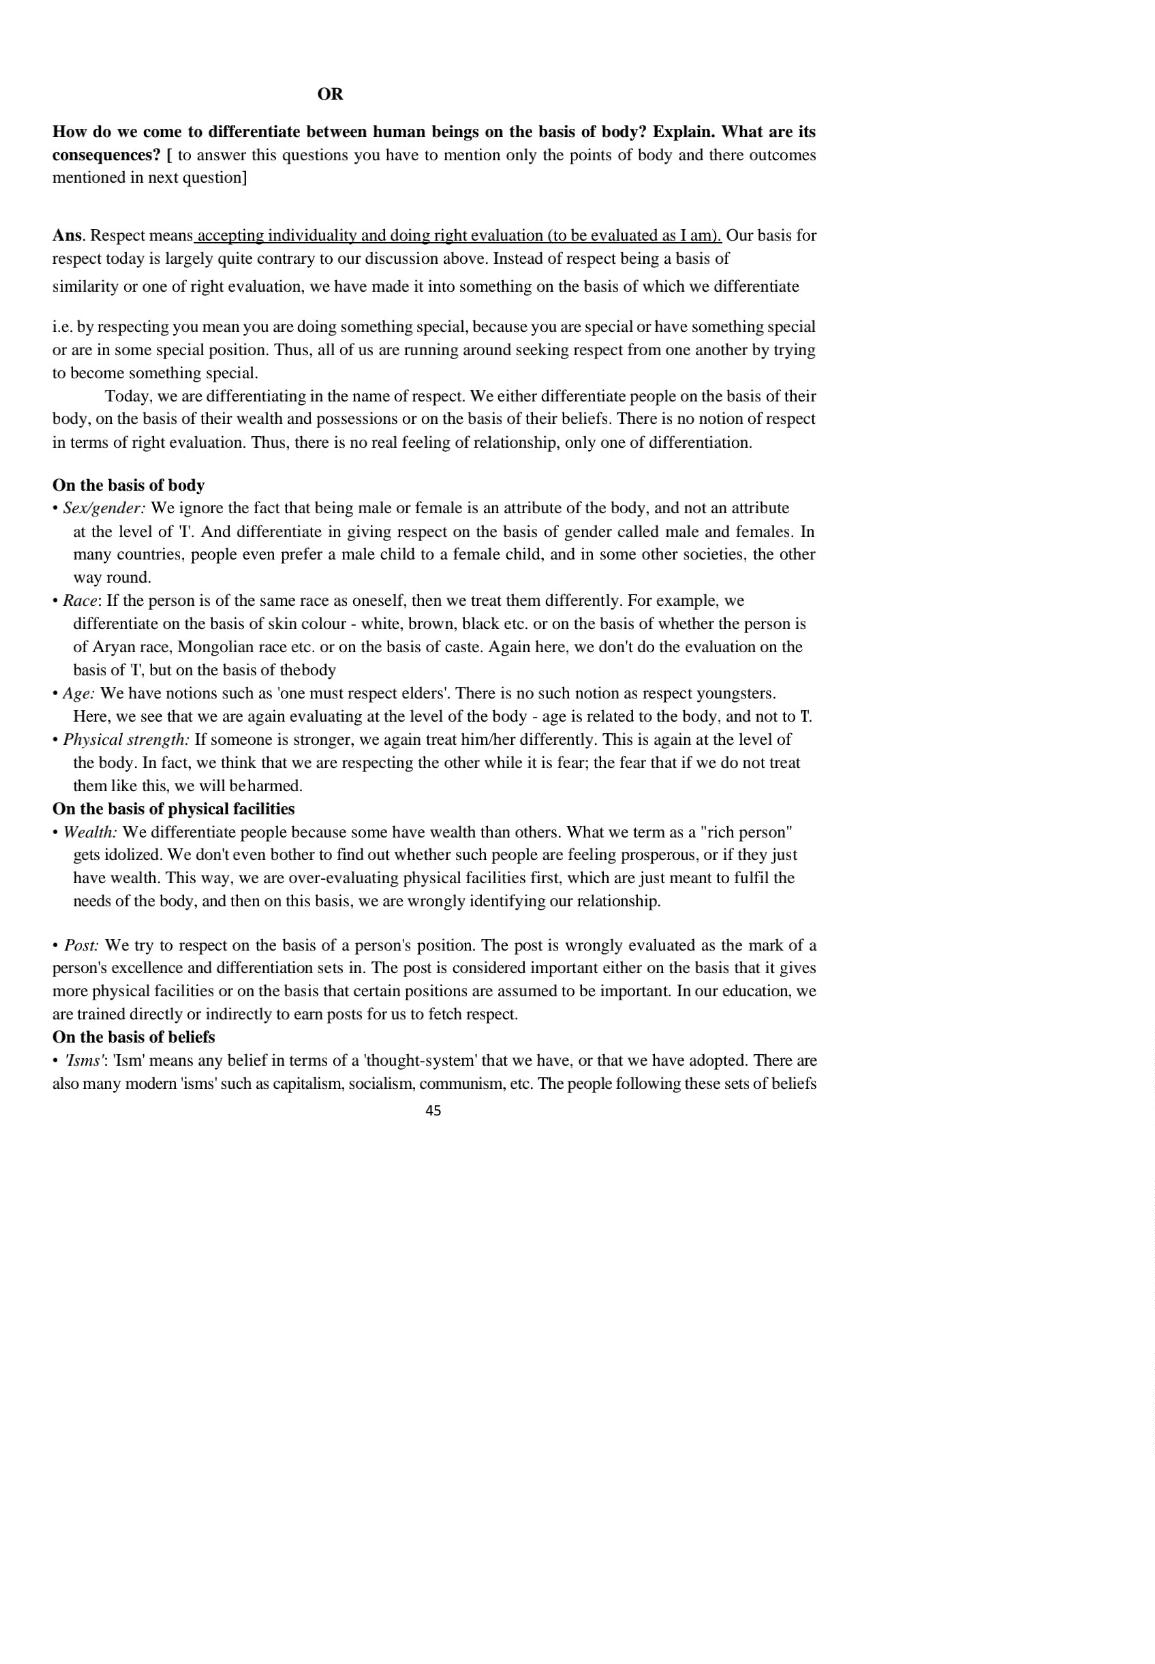 OR
How do we come to differentiate between human beings on the basis of body? Explain. What are its
consequences? [ to answer this questions you have to mention only the points of body and there outcomes
mentioned in next question]
Ans. Respect means accepting individuality and doing right evaluation (to be evaluated as I am). Our basis for
respect today is largely quite contrary to our discussion above. Instead of respect being a basis of
similarity or one of right evaluation, we have made it into something on the basis of which we differentiate
i.e. by respecting you mean you are doing something special, because you are special or have something special
or are in some special position. Thus, all of us are running around seeking respect from one another by trying
to become something special.
Today, we are differentiating in the name of respect. We either differentiate people on the basis of their
body, on the basis of their wealth and possessions or on the basis of their beliefs. There is no notion of respect
in terms of right evaluation. Thus, there is no real feeling of relationship, only one of differentiation.
On the basis of body
• Sex/gender: We ignore the fact that being male or female is an attribute of the body, and not an attribute
at the level of 'I'. And differentiate in giving respect on the basis of gender called male and females. In
many countries, people even prefer a male child to a female child, and in some other societies, the other
way round.
• Race: If the person is of the same race as oneself, then we treat them differently. For example, we
differentiate on the basis of skin colour - white, brown, black etc. or on the basis of whether the person is
of Aryan race, Mongolian race etc. or on the basis of caste. Again here, we don't do the evaluation on the
basis of 'I', but on the basis of thebody
• Age: We have notions such as 'one must respect elders'. There is no such notion as respect youngsters.
Here, we see that we are again evaluating at the level of the body - age is related to the body, and not to 'I'.
• Physical strength: If someone is stronger, we again treat him/her differently. This is again at the level of
the body. In fact, we think that we are respecting the other while it is fear; the fear that if we do not treat
them like this, we will beharmed.
On the basis of physical facilities
• Wealth: We differentiate people because some have wealth than others. What we term as a "rich person"
gets idolized. We don't even bother to find out whether such people are feeling prosperous, or if they just
have wealth. This way, we are over-evaluating physical facilities first, which are just meant to fulfil the
needs of the body, and then on this basis, we are wrongly identifying our relationship.
• Post: We try to respect on the basis of a person's position. The post is wrongly evaluated as the mark of a
person's excellence and differentiation sets in. The post is considered important either on the basis that it gives
more physical facilities or on the basis that certain positions are assumed to be important. In our education, we
are trained directly or indirectly to earn posts for us to fetch respect.
On the basis of beliefs
• 'Isms': 'Ism' means any belief in terms of a 'thought-system' that we have, or that we have adopted. There are
also many modern 'isms' such as capitalism, socialism, communism, etc. The people following these sets of beliefs
45